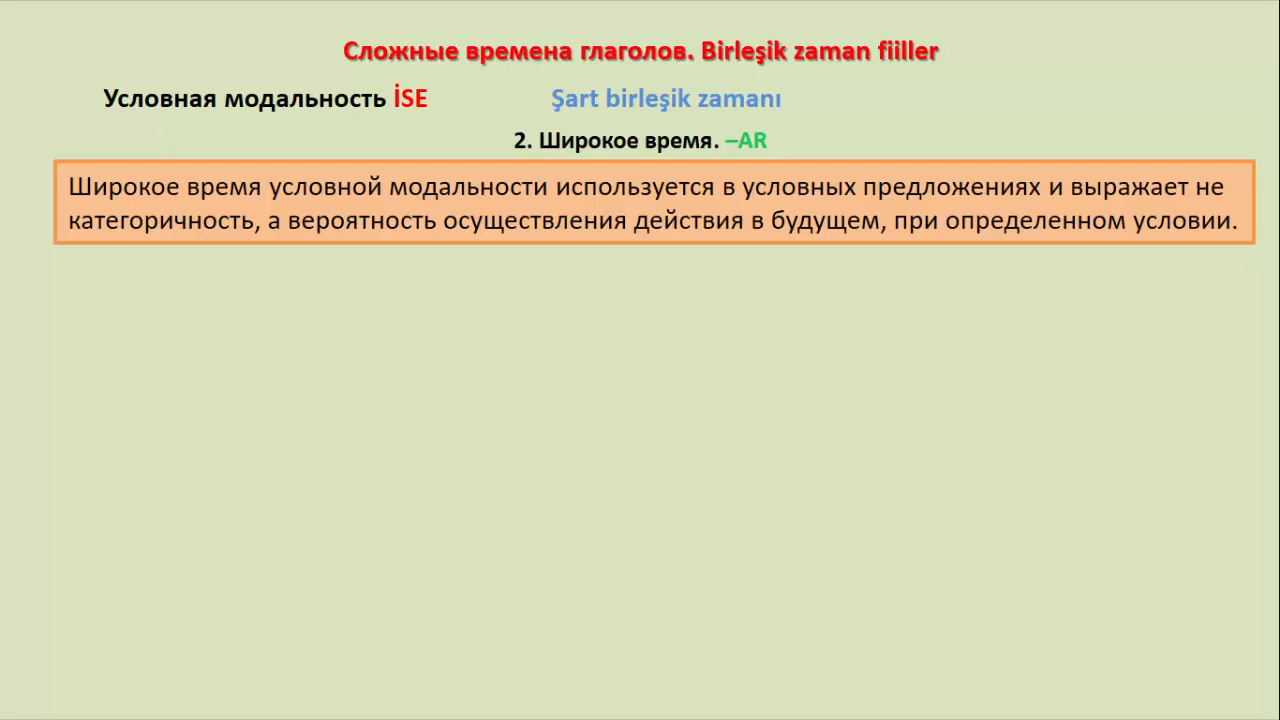 Сложные времена глаголов. Birleşik zaman fiiller
Условная модальность İSE Şart birleşik zamanı
2. Широкое время. –AR
Широкое время условной модальности используется в условных предложениях и выражает не
категоричность, а вероятность осуществления действия в будущем, при определенном условии.